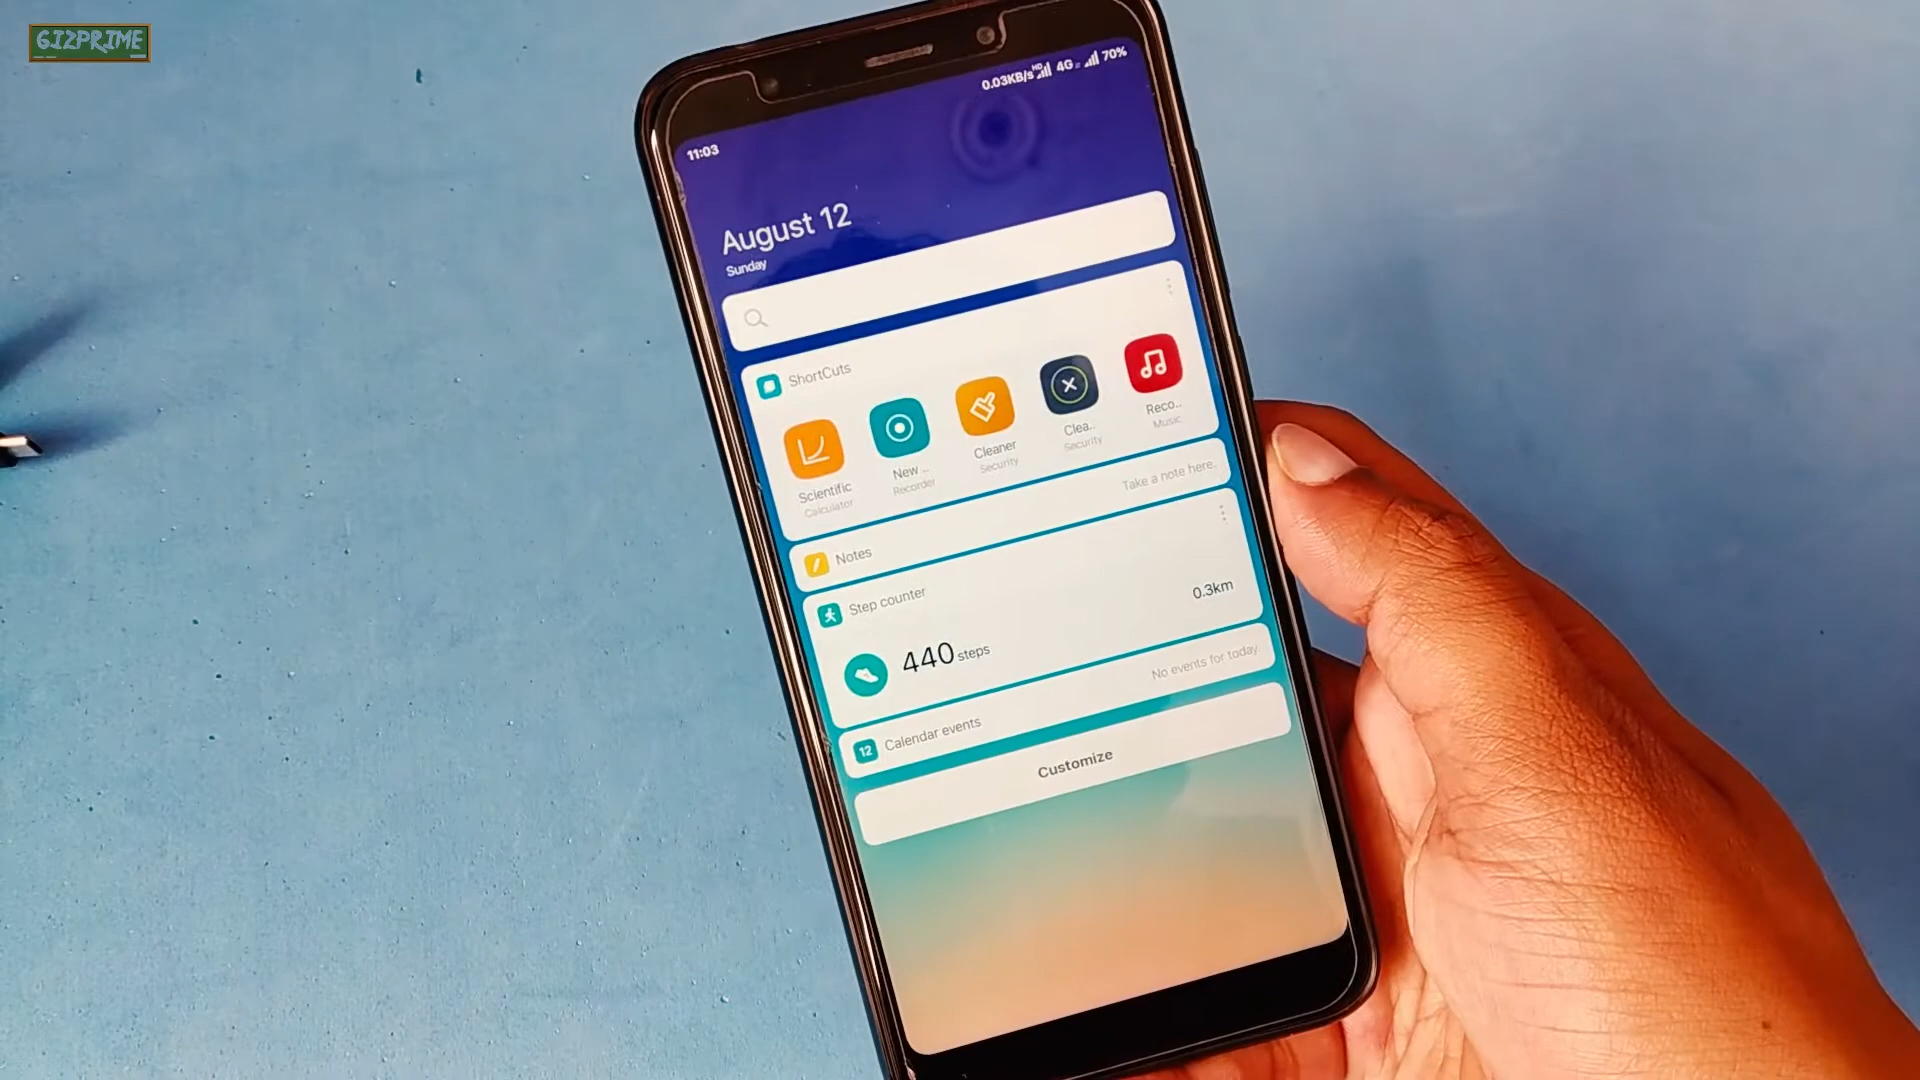 GIZPRIME
0.03KB/s HD 4G 70%
11:03
August 12
Sunday
ShortCuts
Scientific
Calculator
New ..
Recorder
Cleaner
Security
Clea..
Security
Reco..
Music
Notes
Take a note here.
Step counter
440 steps
0.3km
12 Calendar events
No events for today.
Customize